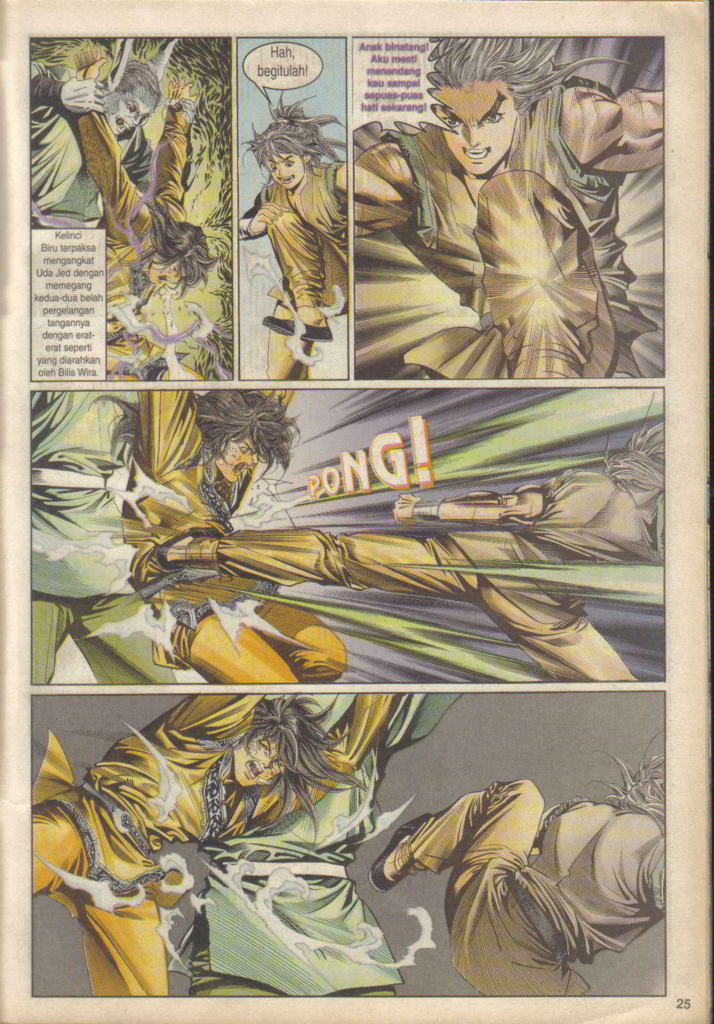 Kelinci
Biru terpaksa
mengangkat
Uda Jed dengan
memegang
kedua-dua belah
pergelangan
tangannya
dengan erat-
erat seperti
yang diarahkan
oleh Bilis Wira.
Hah,
begitulah!
Anak binatang!
Aku mesti
menendang
kau sampai
sepuas-puas
hati sekarang!
PONG!
25